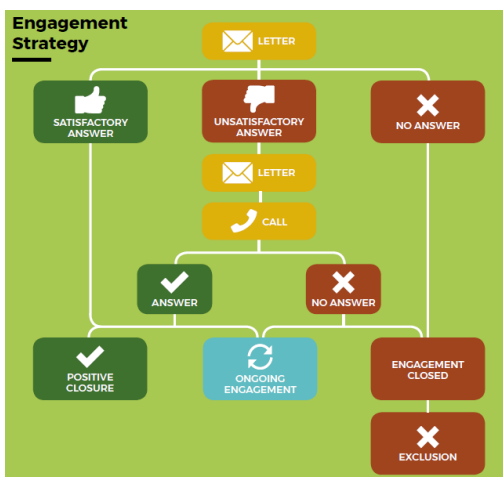 Engagement
Strategy
LETTER
SATISFACTORY
ANSWER
UNSATISFACTORY
ANSWER
NO ANSWER
LETTER
CALL
ANSWER
NO ANSWER
POSITIVE
CLOSURE
ONGOING
ENGAGEMENT
ENGAGEMENT
CLOSED
EXCLUSION